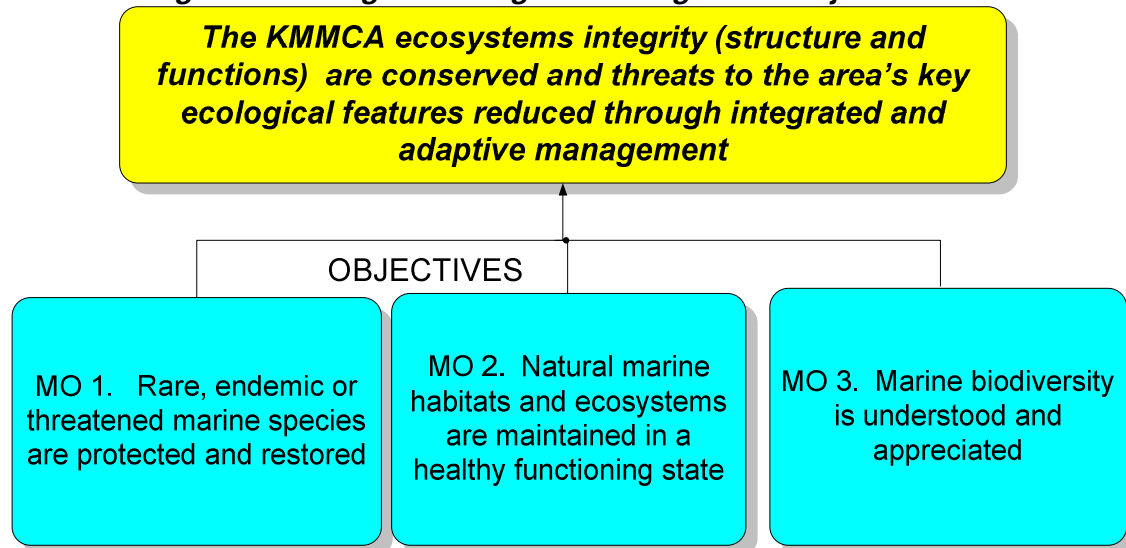 The KMMCA ecosystems integrity (structure and
functions) are conserved and threats to the area's key
ecological features reduced through integrated and
adaptive management
OBJECTIVES
MO 1. Rare, endemic or
threatened marine species
are protected and restored
MO 2. Natural marine
habitats and ecosystems
are maintained in a
healthy functioning state
MO 3. Marine biodiversity
is understood and
appreciated